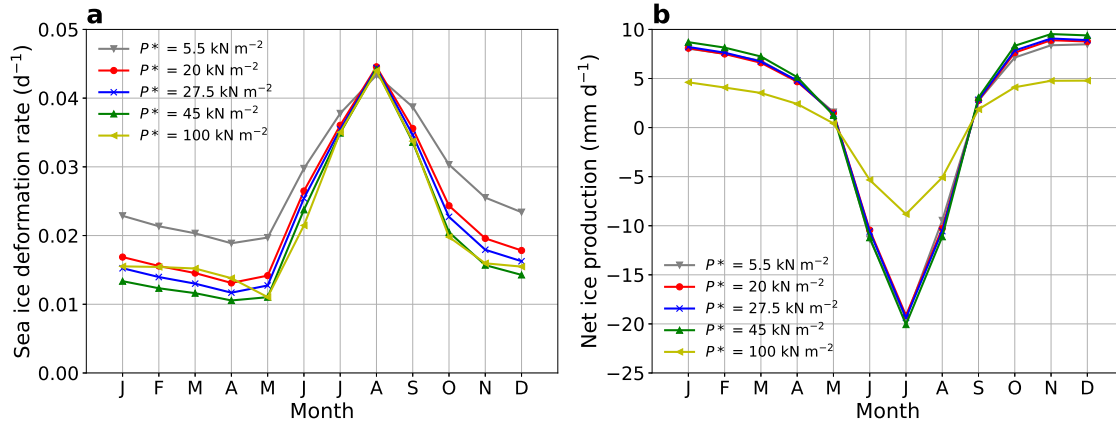 a
Sea ice deformation rate (d⁻¹)
0.05
0.04
0.03
0.02
0.01
0.00
P* = 5.5 kN m⁻²
P* = 20 kN m⁻²
P* = 27.5 kN m⁻²
P* = 45 kN m⁻²
P* = 100 kN m⁻²
J F M A M J J A S O N D
Month
b
Net ice production (mm d⁻¹)
10
5
0
−5
−10
−15
−20
−25
P* = 5.5 kN m⁻²
P* = 20 kN m⁻²
P* = 27.5 kN m⁻²
P* = 45 kN m⁻²
P* = 100 kN m⁻²
J F M A M J J A S O N D
Month